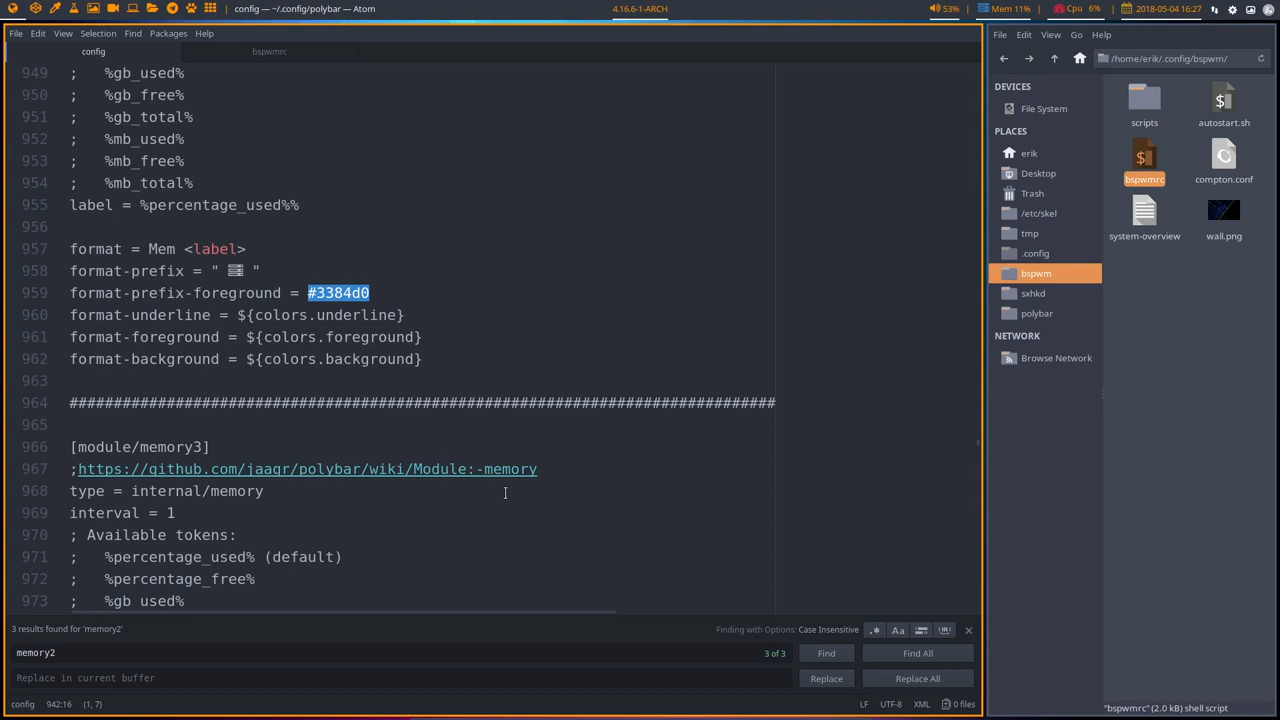 config — ~/.config/polybar — Atom
4.16.6-1-ARCH
53%
Mem 11%
Cpu 6%
2018-05-04 16:27
File Edit View Selection Find Packages Help
config
bspwmrc
949 ; %gb_used%
950 ; %gb_free%
951 ; %gb_total%
952 ; %mb_used%
953 ; %mb_free%
954 ; %mb_total%
955 label = %percentage_used%%
956
957 format = Mem <label>
958 format-prefix = " "
959 format-prefix-foreground = #3384d0
960 format-underline = ${colors.underline}
961 format-foreground = ${colors.foreground}
962 format-background = ${colors.background}
963
964 ################################################################################
965
966 [module/memory3]
967 ;https://github.com/jaagr/polybar/wiki/Module:-memory
968 type = internal/memory
969 interval = 1
970 ; Available tokens:
971 ; %percentage_used% (default)
972 ; %percentage_free%
973 ; %gb used%
3 results found for 'memory2'
Finding with Options: Case Insensitive
.* Aa
memory2
3 of 3
Find
Find All
Replace in current buffer
Replace
Replace All
config 942:16 (1, 7)
LF UTF-8 XML 0 files
File Edit View Go Help
/home/erik/.config/bspwm/
DEVICES
File System
PLACES
erik
Desktop
Trash
/etc/skel
tmp
.config
bspwm
sxhkd
polybar
NETWORK
Browse Network
scripts
autostart.sh
bspwmrc
compton.conf
system-overview
wall.png
"bspwmrc" (2.0 kB) shell script